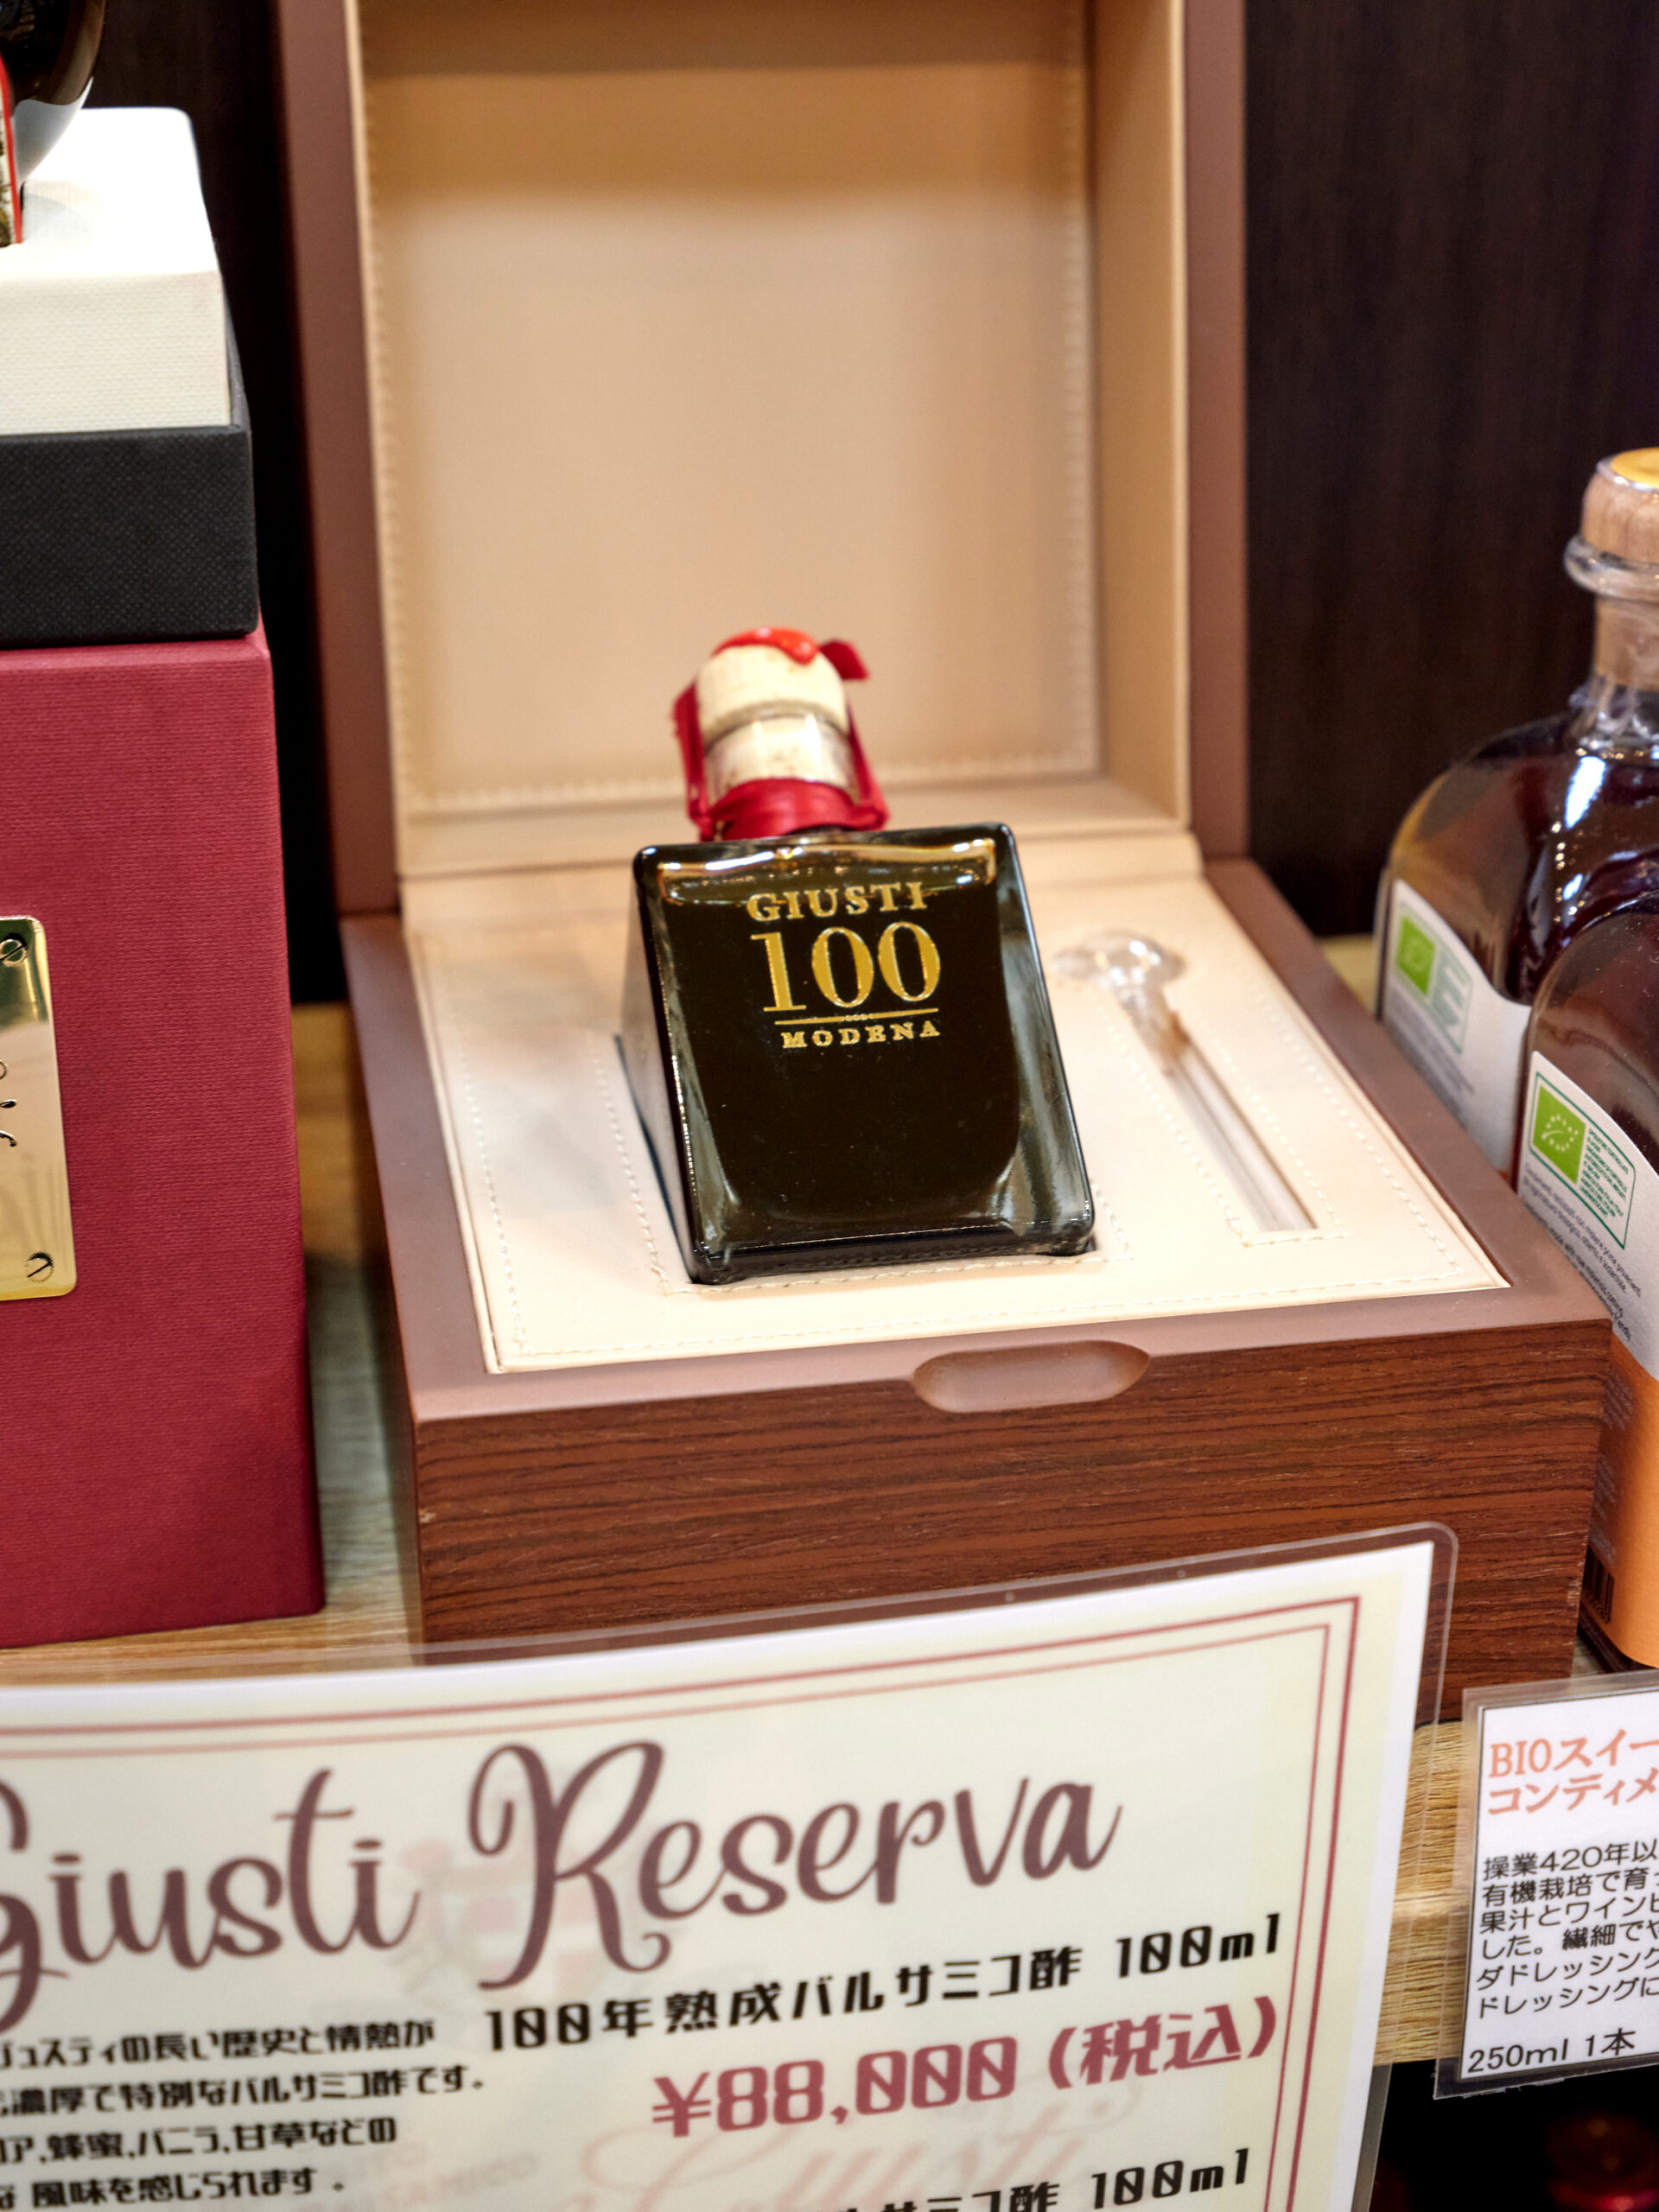 GIUSTI
100
MODENA
Giusti Reserva
100年熟成バルサミコ酢 100ml
¥88,000(税込)
ジュスティの長い歴史と情熱が
濃厚で特別なバルサミコ酢です。
ア,蜂蜜,バニラ,甘草などの
風味を感じられます。
ルサミコ酢 100ml
Giusti
BIOスイー
コンディメ
操業420年以
有機栽培で育
果汁とワインビ
した。繊細でや
ダドレッシング
ドレッシングに
250ml 1本